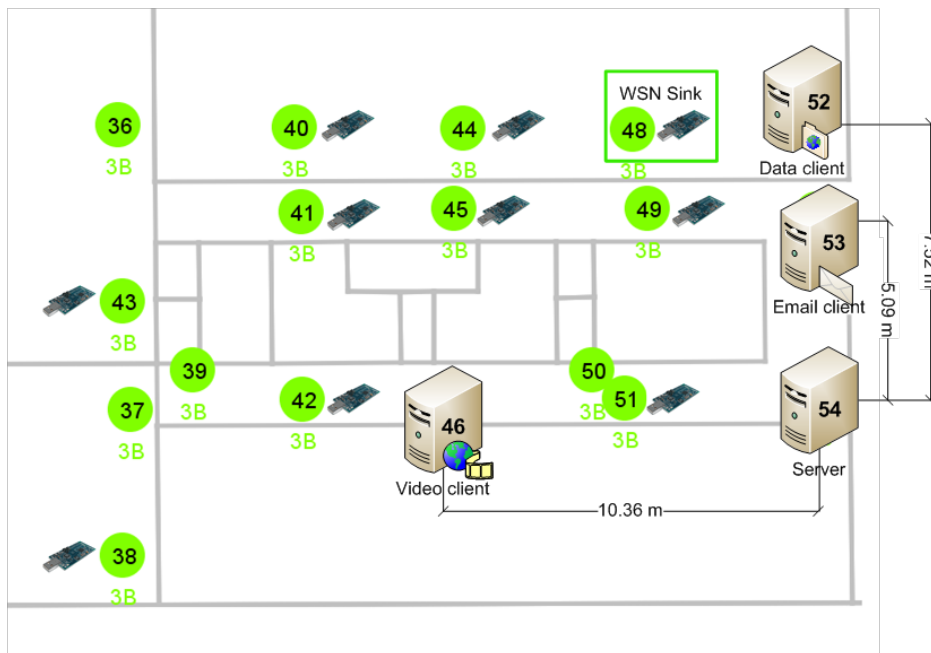 WSN Sink
36
3B
40
3B
44
48
3B
3B
52
Data client
41
3B
45
3B
49
3B
53
Email client
7.32 m
5.09 m
43
3B
39
3B
37
3B
42
3B
46
Video client
50
3B
51
3B
54
Server
10.36 m
38
3B